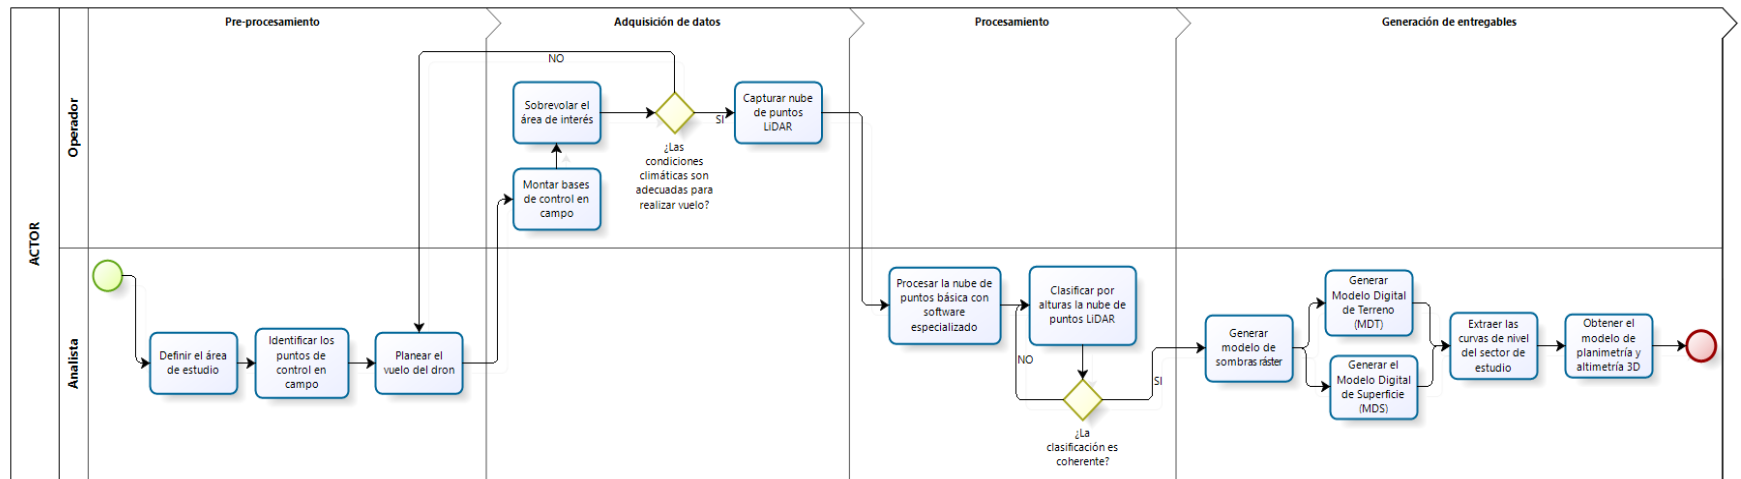 Pre-procesamiento
Adquisición de datos
Procesamiento
Generación de entregables
ACTOR
Operador
NO
Sobrevolar el
área de interés
SI
Capturar nube
de puntos
LiDAR
¿Las
condiciones
climáticas son
adecuadas para
realizar vuelo?
Montar bases
de control en
campo
Analista
Definir el área
de estudio
Identificar los
puntos de
control en
campo
Planear el
vuelo del dron
Procesar la nube de
puntos básica con
software
especializado
Clasificar por
alturas la nube de
puntos LiDAR
NO
SI
¿La
clasificación es
coherente?
Generar
modelo de
sombras ráster
Generar
Modelo Digital
de Terreno
(MDT)
Generar el
Modelo Digital
de Superficie
(MDS)
Extraer las
curvas de nivel
del sector de
estudio
Obtener el
modelo de
planimetría y
altimetría 3D